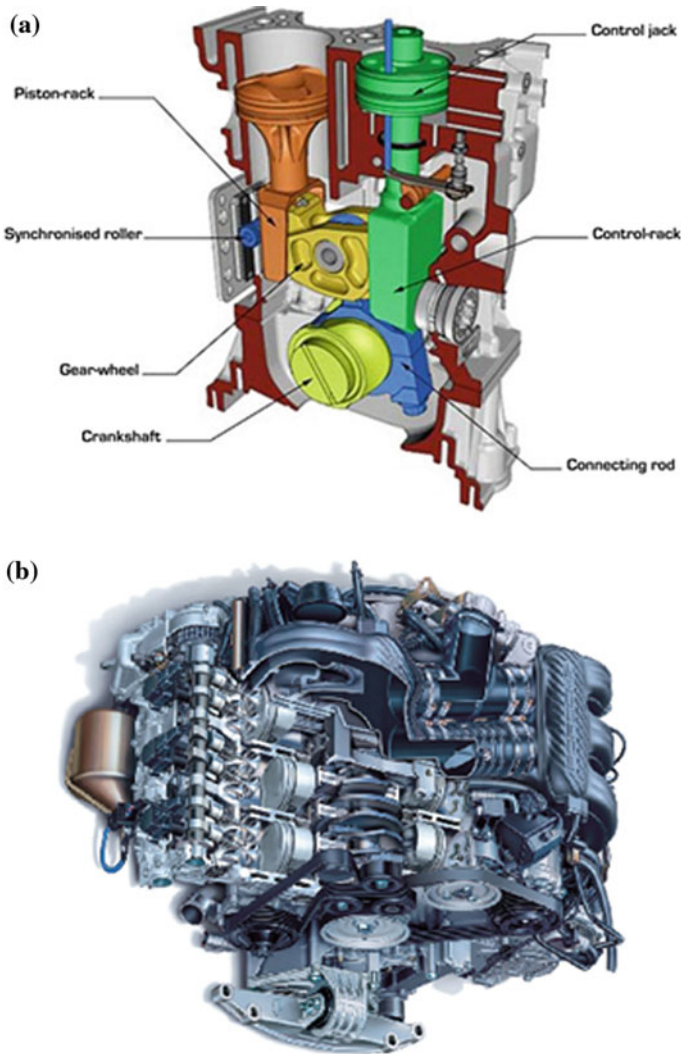 (a)
Control jack
Piston-rack
Synchronised roller
Control-rack
Gear-wheel
Crankshaft
Connecting rod
(b)